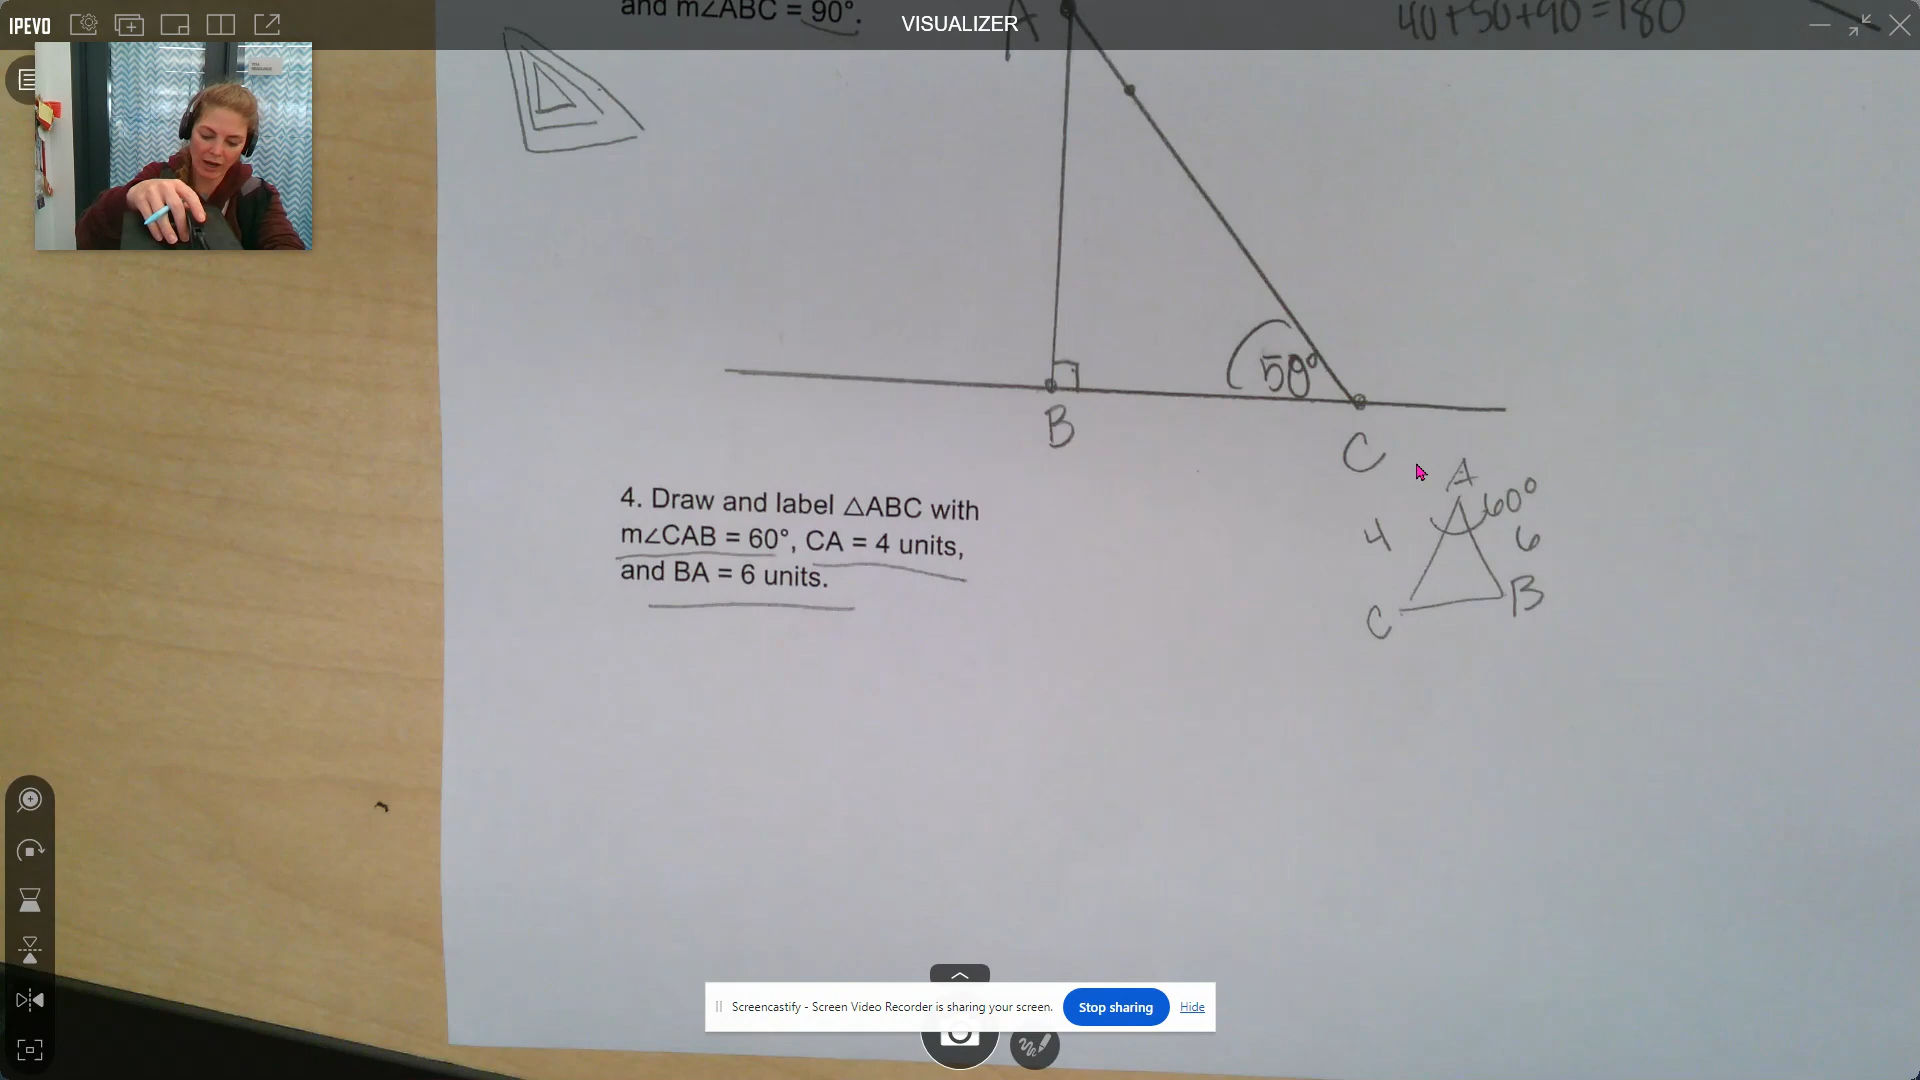 IPEVO
VISUALIZER
and m∠ABC = 90°.
A
40+50+90=180
50°
B
C
4. Draw and label △ABC with
m∠CAB = 60°, CA = 4 units,
and BA = 6 units.
A
60°
4
6
C
B
Screencastify - Screen Video Recorder is sharing your screen.
Stop sharing
Hide